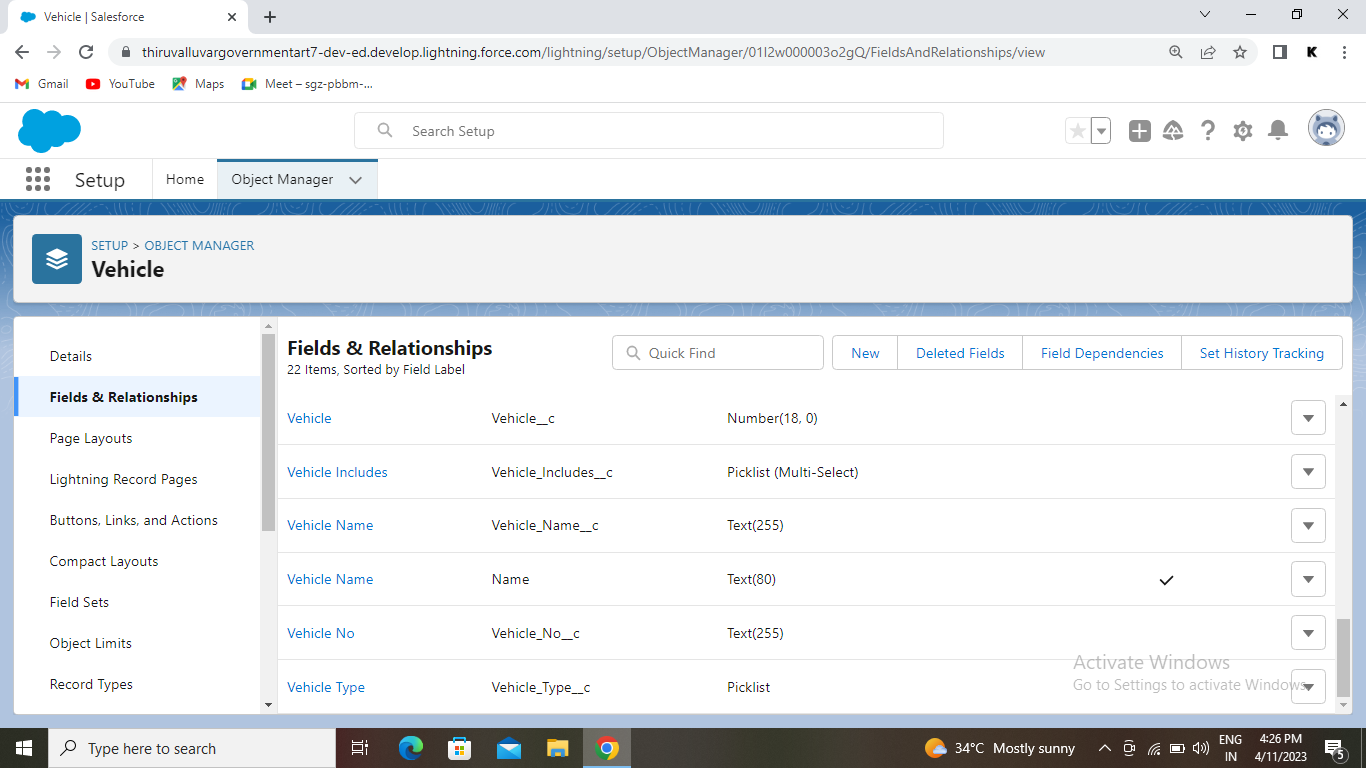 Vehicle | Salesforce
thiruvalluvargovernmentart7-dev-ed.develop.lightning.force.com/lightning/setup/ObjectManager/01I2w000003o2gQ/FieldsAndRelationships/view
K
Gmail YouTube Maps Meet – sgz-pbbm-...
Search Setup
Setup Home Object Manager
SETUP > OBJECT MANAGER
Vehicle
Details
Fields & Relationships
Page Layouts
Lightning Record Pages
Buttons, Links, and Actions
Compact Layouts
Field Sets
Object Limits
Record Types
Fields & Relationships
22 Items, Sorted by Field Label
Quick Find New Deleted Fields Field Dependencies Set History Tracking
Vehicle Vehicle__c Number(18, 0)
Vehicle Includes Vehicle_Includes__c Picklist (Multi-Select)
Vehicle Name Vehicle_Name__c Text(255)
Vehicle Name Name Text(80)
Vehicle No Vehicle_No__c Text(255)
Vehicle Type Vehicle_Type__c Picklist
Activate Windows
Go to Settings to activate Windows.
Type here to search
34°C Mostly sunny
ENG
IN
4:26 PM
4/11/2023
5